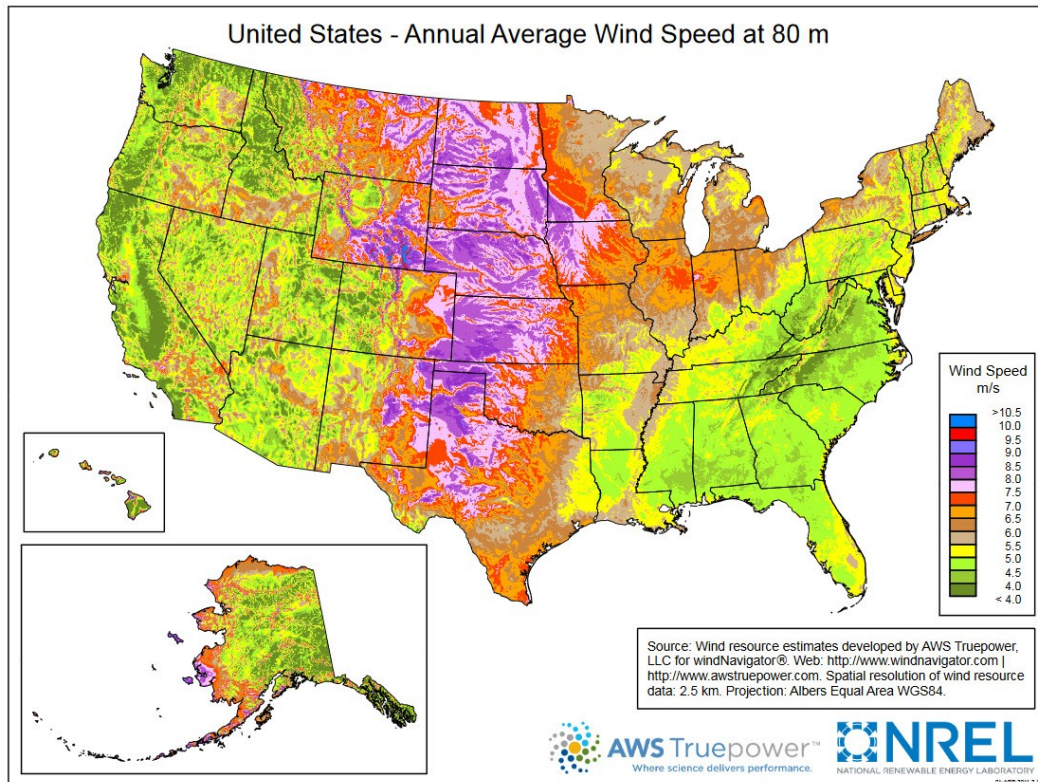 United States - Annual Average Wind Speed at 80 m
Wind Speed
m/s
>10.5
10.0
9.5
9.0
8.5
8.0
7.5
7.0
6.5
6.0
5.5
5.0
4.5
4.0
< 4.0
Source: Wind resource estimates developed by AWS Truepower,
LLC for windNavigator®. Web: http://www.windnavigator.com |
http://www.awstruepower.com. Spatial resolution of wind resource
data: 2.5 km. Projection: Albers Equal Area WGS84.
AWS Truepower™
Where science delivers performance.
NREL
NATIONAL RENEWABLE ENERGY LABORATORY